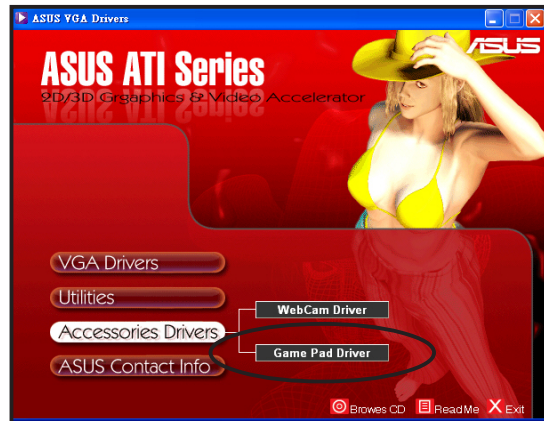 ASUS VGA Drivers
ASUS
ASUS ATI Series
2D/3D Grgaphics & Video Accelerator
VGA Drivers
Utilities
WebCam Driver
Accessories Drivers
Game Pad Driver
ASUS Contact Info
Browes CD ReadMe Exit